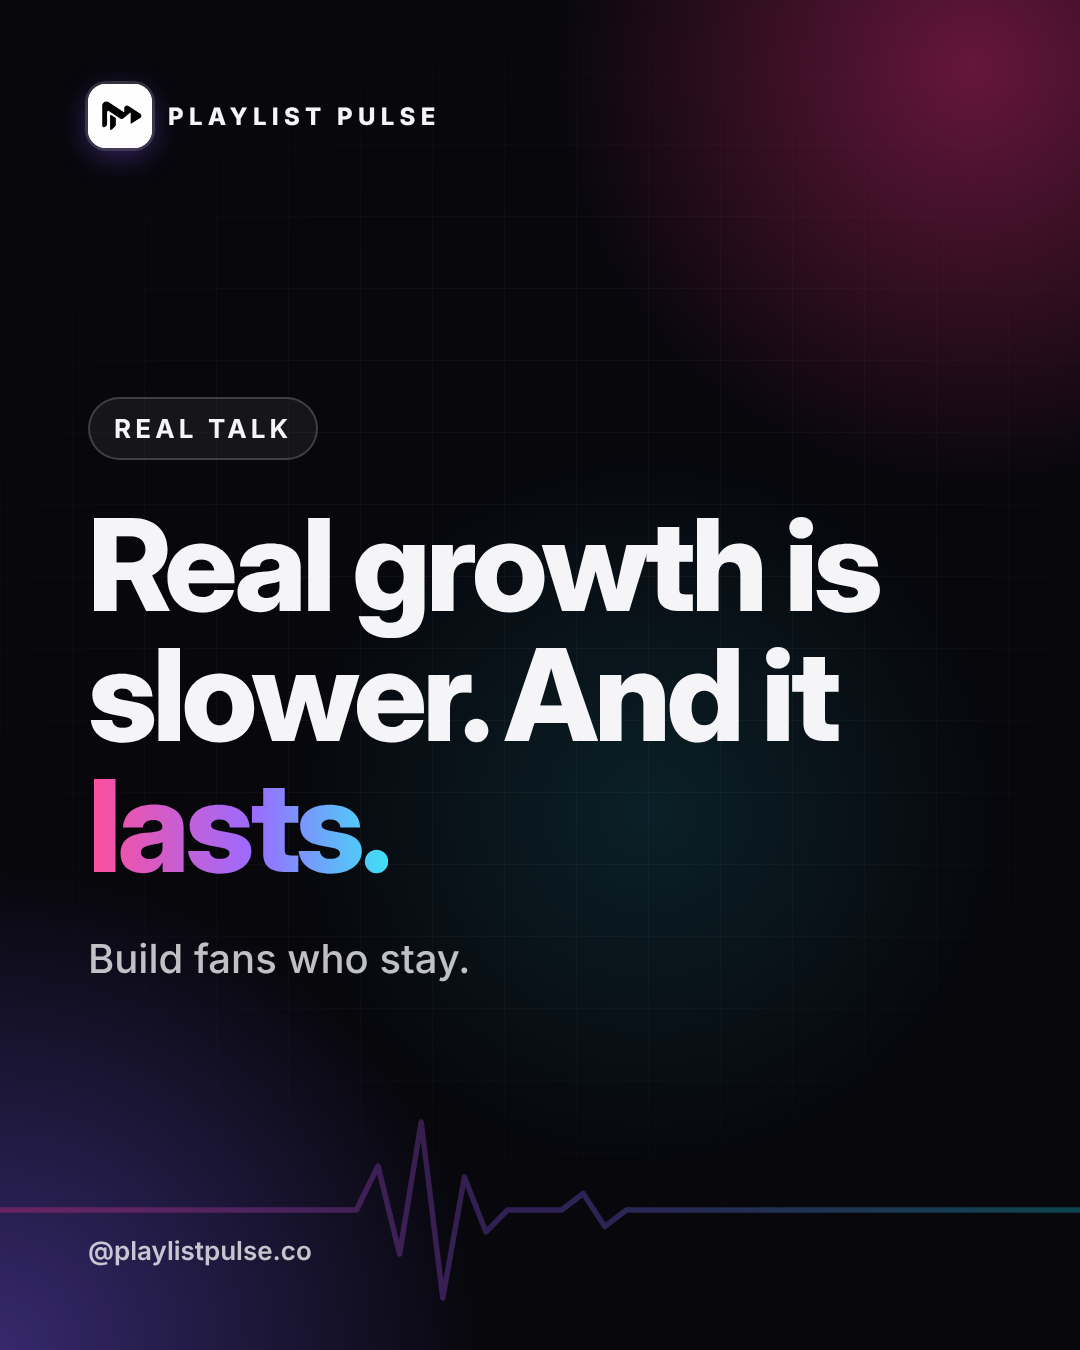 PLAYLIST PULSE
REAL TALK
Real growth is
slower. And it
lasts.
Build fans who stay.
@playlistpulse.co